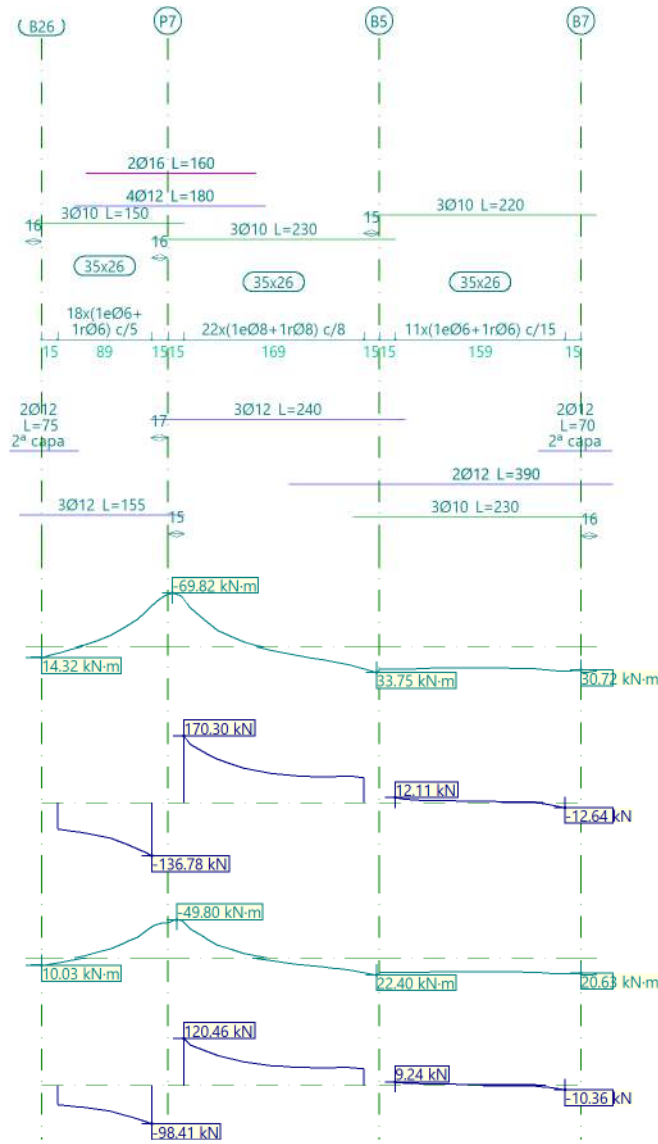 B26 P7 B5 B7
2Ø16 L=160
4Ø12 L=180
3Ø10 L=150
16
3Ø10 L=230
16
3Ø10 L=220
15
35x26 35x26 35x26
18x(1eØ6+
1rØ6) c/5
22x(1eØ8+1rØ8) c/8
11x(1eØ6+1rØ6) c/15
15 89 15 15 169 15 15 159 15
2Ø12
L=75
2ª capa
3Ø12 L=240
17
2Ø12
L=70
2ª capa
2Ø12 L=390
3Ø12 L=155
15
3Ø10 L=230
16
-69.82 kN·m
14.32 kN·m
33.75 kN·m
30.72 kN·m
170.30 kN
12.11 kN
-12.64 kN
-136.78 kN
-49.80 kN·m
10.03 kN·m
22.40 kN·m
20.63 kN·m
120.46 kN
9.24 kN
-10.36 kN
-98.41 kN